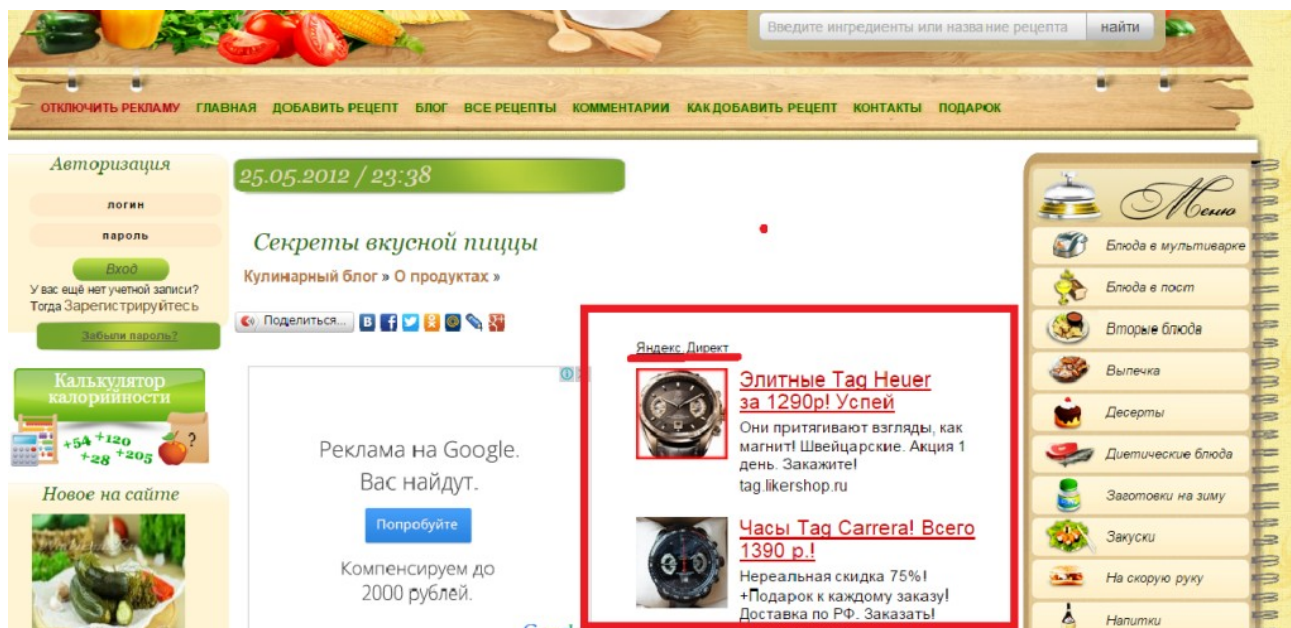 Введите ингредиенты или название рецепта
найти
ОТКЛЮЧИТЬ РЕКЛАМУ ГЛАВНАЯ ДОБАВИТЬ РЕЦЕПТ БЛОГ ВСЕ РЕЦЕПТЫ КОММЕНТАРИИ КАК ДОБАВИТЬ РЕЦЕПТ КОНТАКТЫ ПОДАРОК
Авторизация
логин
пароль
Вход
У вас ещё нет учетной записи?
Тогда Зарегистрируйтесь
Забыли пароль?
Калькулятор
калорийности
+54 +120
+28 +205
?
Новое на сайте
25.05.2012 / 23:38
Секреты вкусной пиццы
Кулинарный блог » О продуктах »
Поделиться...
Реклама на Google.
Вас найдут.
Попробуйте
Компенсируем до
2000 рублей.
Яндекс.Директ
Элитные Tag Heuer
за 1290р! Успей
Они притягивают взгляды, как
магнит! Швейцарские. Акция 1
день. Закажите!
tag.likershop.ru
Часы Tag Carrera! Всего
1390 р.!
Нереальная скидка 75%!
+Подарок к каждому заказу!
Доставка по РФ. Заказать!
Меню
Блюда в мультиварке
Блюда в пост
Вторые блюда
Выпечка
Десерты
Диетические блюда
Заготовки на зиму
Закуски
На скорую руку
Напитки